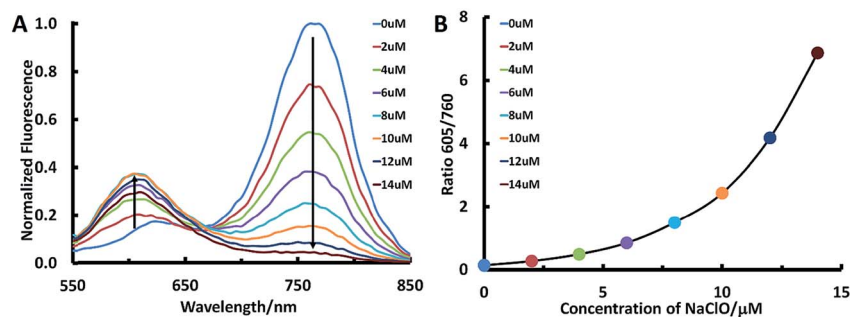 A
1.0
0.8
0.6
0.4
0.2
0.0
Normalized Fluorescence
550
650
750
850
Wavelength/nm
0uM
2uM
4uM
6uM
8uM
10uM
12uM
14uM
B
8
6
4
2
0
Ratio 605/760
0
5
10
15
Concentration of NaClO/μM
0uM
2uM
4uM
6uM
8uM
10uM
12uM
14uM